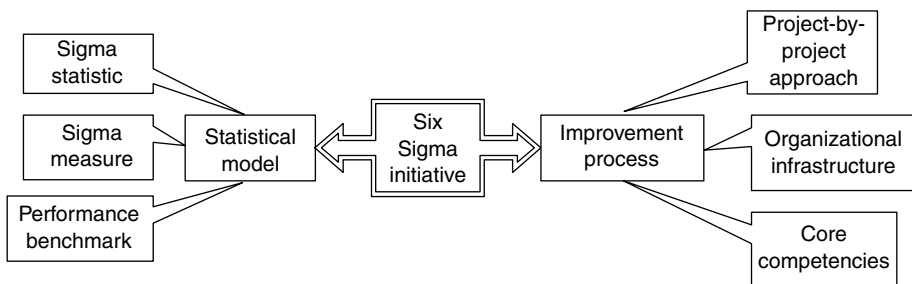 Sigma
statistic
Sigma
measure
Performance
benchmark
Statistical
model
Six
Sigma
initiative
Improvement
process
Project-by-
project
approach
Organizational
infrastructure
Core
competencies